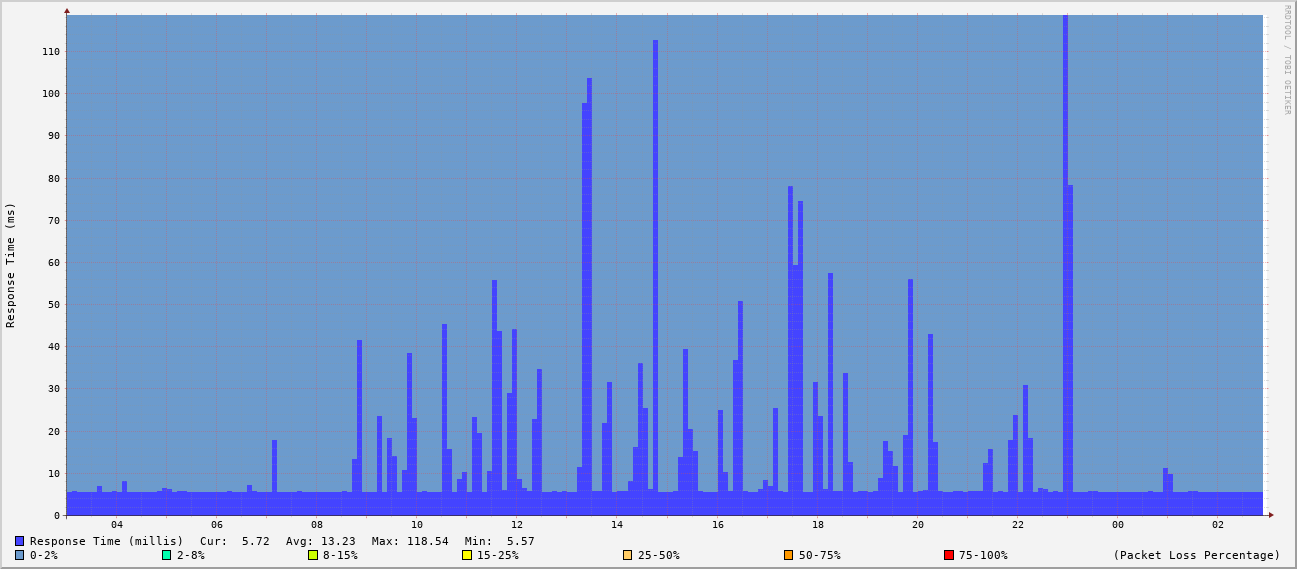 RRDTOOL / TOBI OETIKER
Response Time (ms)
110
100
90
80
70
60
50
40
30
20
10
0
04 06 08 10 12 14 16 18 20 22 00 02
Response Time (millis) Cur: 5.72 Avg: 13.23 Max: 118.54 Min: 5.57
0-2% 2-8% 8-15% 15-25% 25-50% 50-75% 75-100% (Packet Loss Percentage)